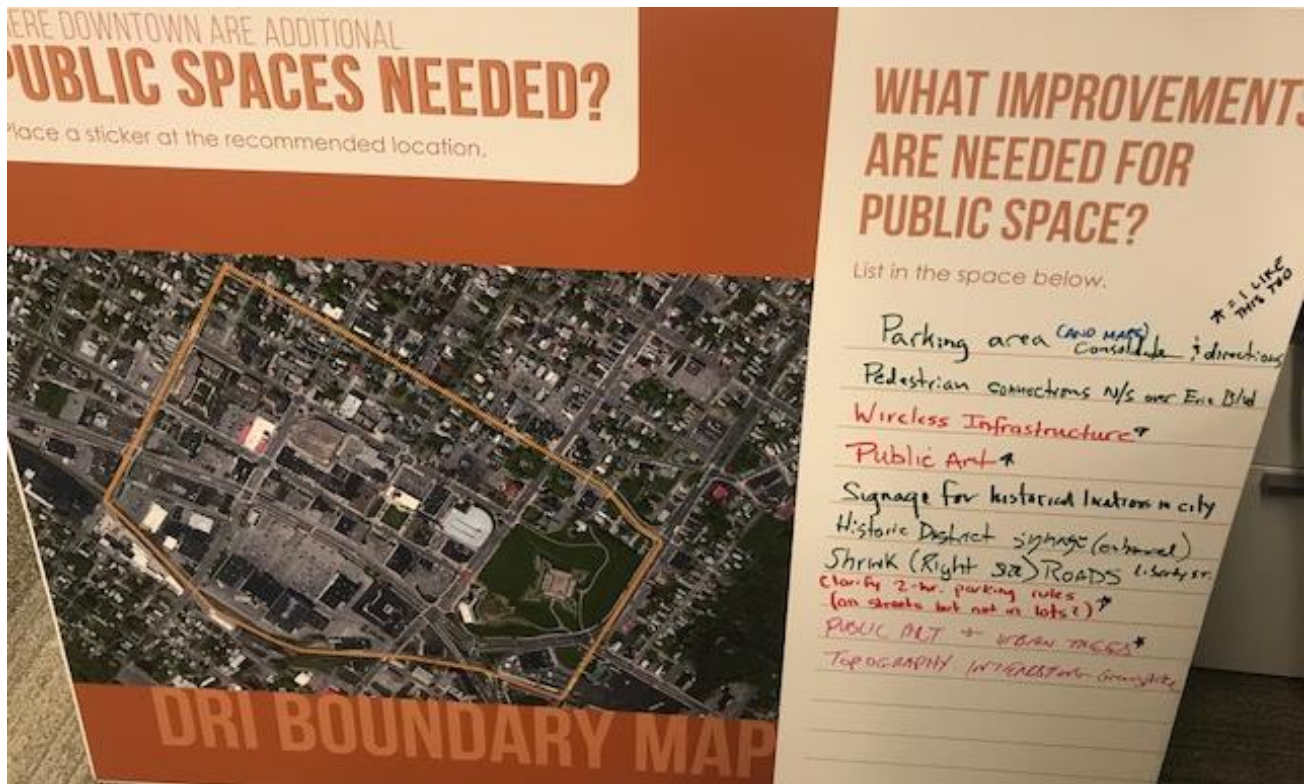 ERE DOWNTOWN ARE ADDITIONAL
PUBLIC SPACES NEEDED?
Place a sticker at the recommended location.
DRI BOUNDARY MAP
WHAT IMPROVEMENTS
ARE NEEDED FOR
PUBLIC SPACE?
List in the space below.
* = I LIKE
THIS TOO
Parking area (AND MAPS) Consolidate & directions
Pedestrian connections N/S over Erie Blvd
Wireless Infrastructure *
Public Art *
Signage for historical locations in city
Historic District signage (enhanced)
Shrink (Right size) ROADS Liberty st.
Clarify 2-hr. parking rules
(on streets but not in lots?) *
PUBLIC ART + URBAN TREES *
TOPOGRAPHY INTERESTING